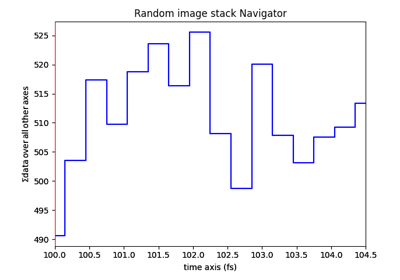 Random image stack Navigator
Σdata over all other axes
525
520
515
510
505
500
495
490
100.0 100.5 101.0 101.5 102.0 102.5 103.0 103.5 104.0 104.5
time axis (fs)